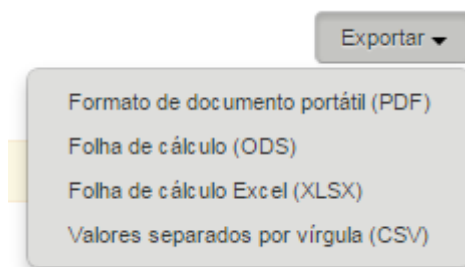 Exportar
Formato de documento portátil (PDF)
Folha de cálculo (ODS)
Folha de cálculo Excel (XLSX)
Valores separados por vírgula (CSV)